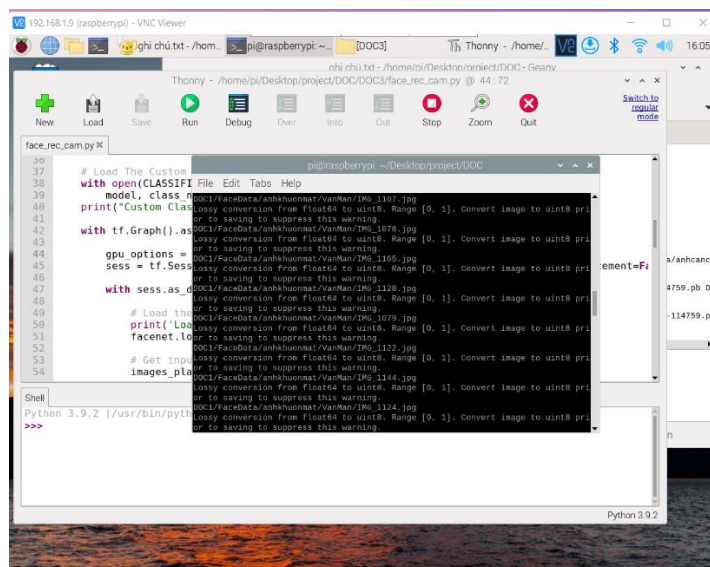 192.168.1.9 (raspberrypi) - VNC Viewer
ghi chú.txt - /hom...
pi@raspberrypi: ~...
[DOC3]
Thonny - /home/...
16:05
ghi chú.txt - /home/pi/Desktop/project/DOC - Geany
Thonny - /home/pi/Desktop/project/DOC/DOC3/face_rec_cam.py @ 44:72
New
Load
Save
Run
Debug
Over
Into
Out
Stop
Zoom
Quit
Switch to
regular
mode
face_rec_cam.py
36
37 # Load The Custom
38 with open(CLASSIFI
39 model, class_n
40 print("Custom Clas
41
42 with tf.Graph().as
43
44 gpu_options =
45 sess = tf.Sess
ement=Fa
46
47 with sess.as_d
48
49 # Load the
50 print('Loa
51 facenet.lo
52
53 # Get inpu
54 images_pla
pi@raspberrypi: ~/Desktop/project/DOC
File Edit Tabs Help
DOC1/FaceData/anhkhuonmat/VanMan/IMG_1107.jpg
Lossy conversion from float64 to uint8. Range [0, 1]. Convert image to uint8 pri
or to saving to suppress this warning.
DOC1/FaceData/anhkhuonmat/VanMan/IMG_1078.jpg
Lossy conversion from float64 to uint8. Range [0, 1]. Convert image to uint8 pri
or to saving to suppress this warning.
DOC1/FaceData/anhkhuonmat/VanMan/IMG_1165.jpg
Lossy conversion from float64 to uint8. Range [0, 1]. Convert image to uint8 pri
or to saving to suppress this warning.
DOC1/FaceData/anhkhuonmat/VanMan/IMG_1128.jpg
Lossy conversion from float64 to uint8. Range [0, 1]. Convert image to uint8 pri
or to saving to suppress this warning.
DOC1/FaceData/anhkhuonmat/VanMan/IMG_1079.jpg
Lossy conversion from float64 to uint8. Range [0, 1]. Convert image to uint8 pri
or to saving to suppress this warning.
DOC1/FaceData/anhkhuonmat/VanMan/IMG_1122.jpg
Lossy conversion from float64 to uint8. Range [0, 1]. Convert image to uint8 pri
or to saving to suppress this warning.
DOC1/FaceData/anhkhuonmat/VanMan/IMG_1144.jpg
Lossy conversion from float64 to uint8. Range [0, 1]. Convert image to uint8 pri
or to saving to suppress this warning.
DOC1/FaceData/anhkhuonmat/VanMan/IMG_1124.jpg
Lossy conversion from float64 to uint8. Range [0, 1]. Convert image to uint8 pri
or to saving to suppress this warning.
a/anhcanc
4759.pb D
-114759.p
Shell
Python 3.9.2 (/usr/bin/pyth
>>>
n
Python 3.9.2